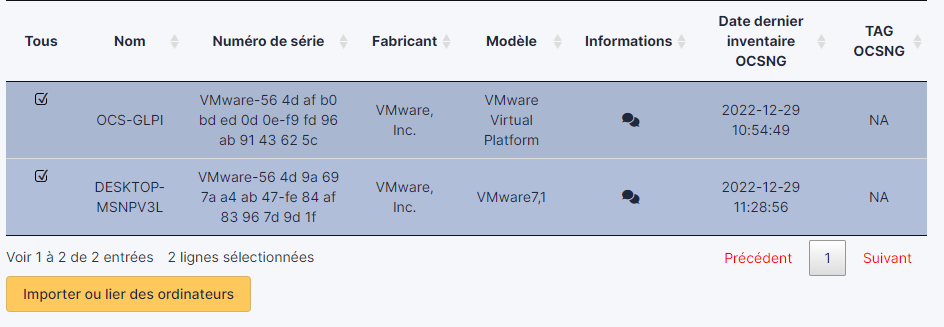 Tous Nom Numéro de série Fabricant Modèle Informations Date dernier inventaire OCSNG TAG OCSNG
OCS-GLPI VMware-56 4d af b0 bd ed 0d 0e-f9 fd 96 ab 91 43 62 5c VMware, Inc. VMware Virtual Platform 2022-12-29 10:54:49 NA
DESKTOP-MSNPV3L VMware-56 4d 9a 69 7a a4 ab 47-fe 84 af 83 96 7d 9d 1f VMware, Inc. VMware7,1 2022-12-29 11:28:56 NA
Voir 1 à 2 de 2 entrées 2 lignes sélectionnées Précédent 1 Suivant
Importer ou lier des ordinateurs